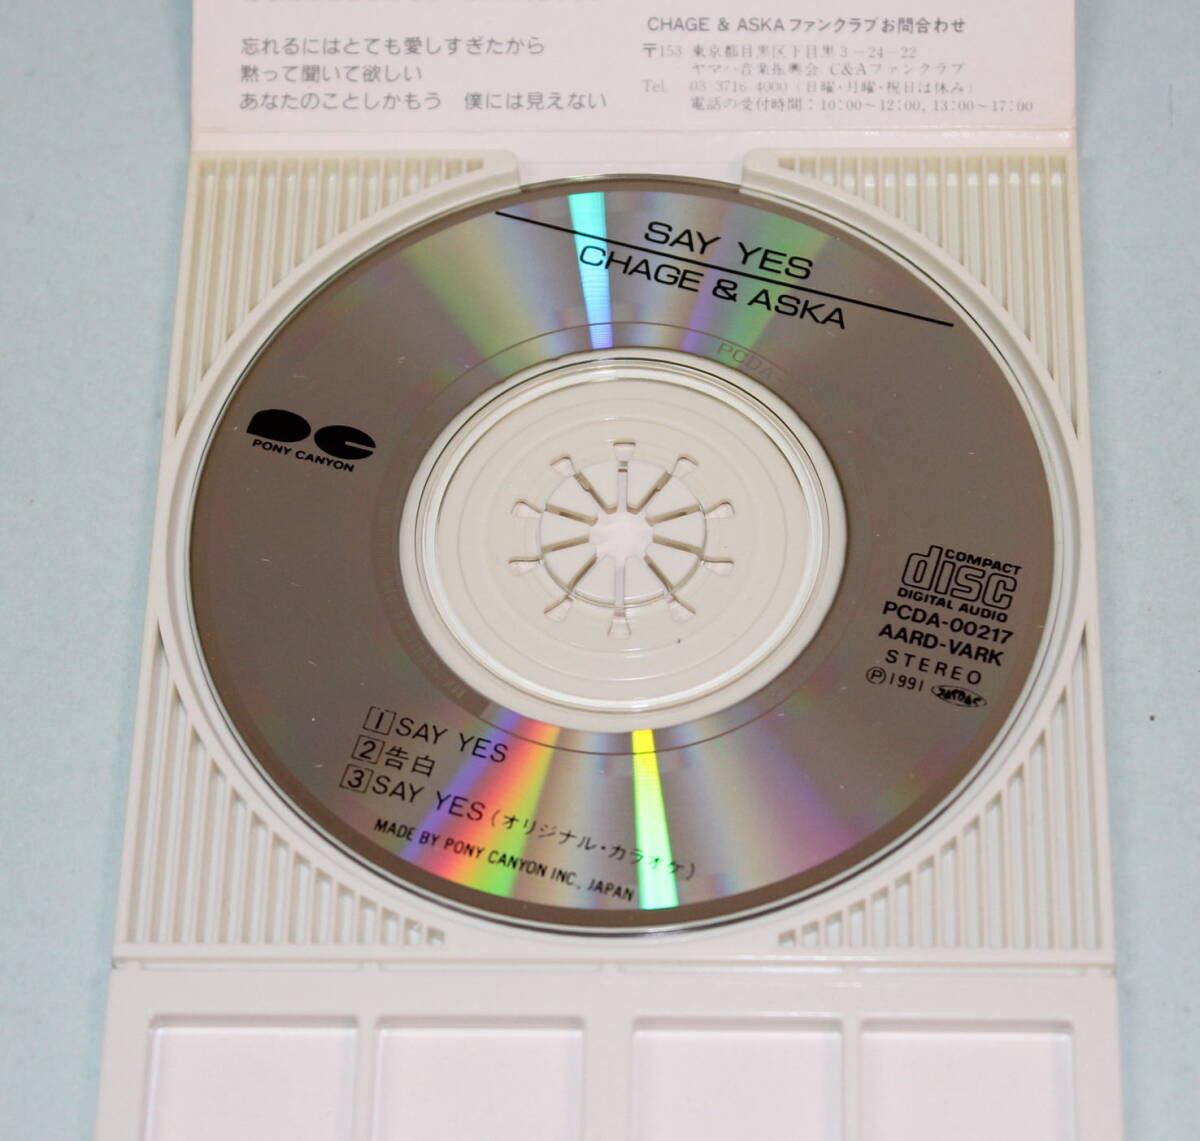 忘れるにはとても愛しすぎたから
黙って聞いて欲しい
あなたのことしかもう　僕には見えない
CHAGE & ASKAファンクラブお問合わせ
〒153 東京都目黒区下目黒3-24-22
ヤマハ音楽振興会 C&Aファンクラブ
Tel. 03-3716-4000（日曜・月曜・祝日は休み）
電話の受付時間：10:00〜12:00, 13:00〜17:00
SAY YES
CHAGE & ASKA
PCDA-
PONY CANYON
COMPACT
disc
DIGITAL AUDIO
PCDA-00217
AARD-VARK
STEREO
Ⓟ1991
1 SAY YES
2 告白
3 SAY YES (オリジナル・カラオケ)
MADE BY PONY CANYON INC., JAPAN